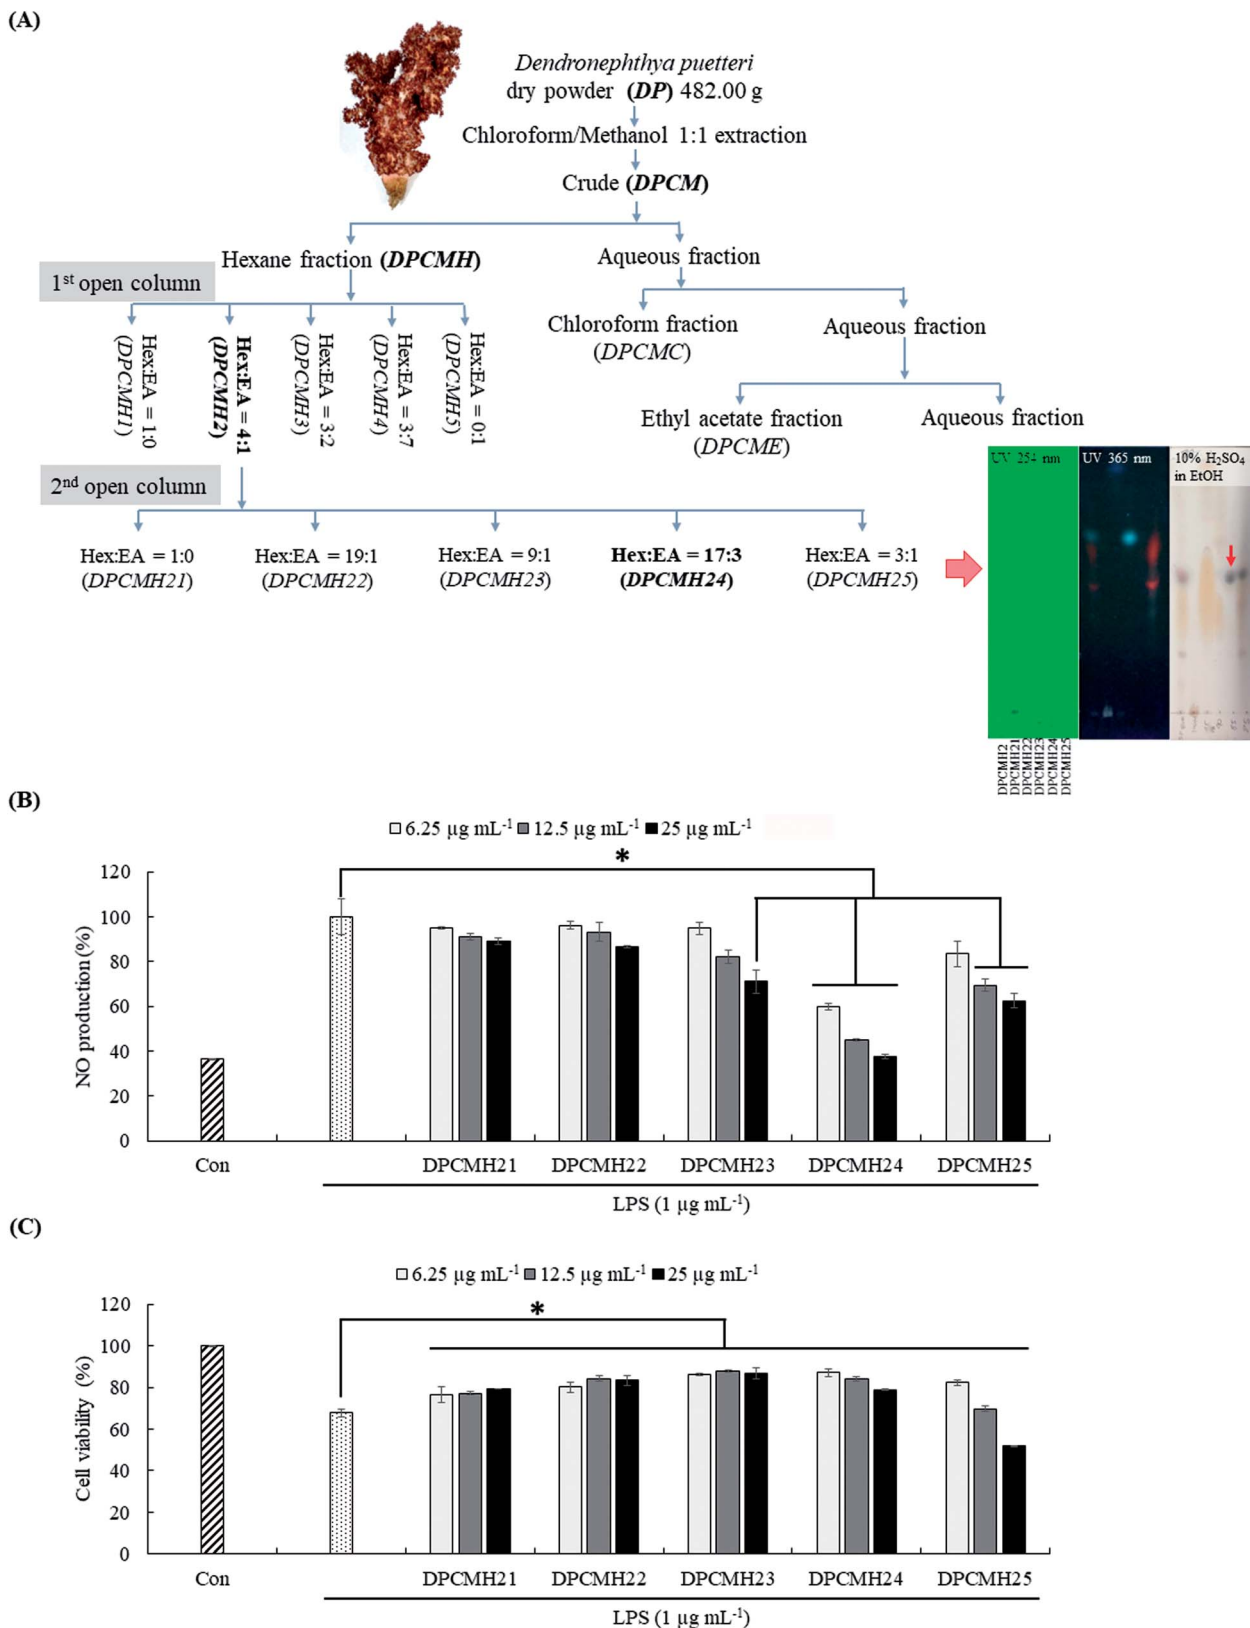 (A)
Dendronephthya puetteri
dry powder (DP) 482.00 g
Chloroform/Methanol 1:1 extraction
Crude (DPCM)
Hexane fraction (DPCMH)
Aqueous fraction
1st open column
Hex:EA = 1:0
(DPCMH1)
Hex:EA = 4:1
(DPCMH2)
Hex:EA = 3:2
(DPCMH3)
Hex:EA = 3:7
(DPCMH4)
Hex:EA = 0:1
(DPCMH5)
Chloroform fraction
(DPCMC)
Aqueous fraction
Ethyl acetate fraction
(DPCME)
Aqueous fraction
2nd open column
Hex:EA = 1:0
(DPCMH21)
Hex:EA = 19:1
(DPCMH22)
Hex:EA = 9:1
(DPCMH23)
Hex:EA = 17:3
(DPCMH24)
Hex:EA = 3:1
(DPCMH25)
UV 254 nm
UV 365 nm
10% H2SO4
in EtOH
DPCMH2
DPCMH21
DPCMH22
DPCMH23
DPCMH24
DPCMH25
(B)
6.25 µg mL-1 12.5 µg mL-1 25 µg mL-1
*
NO production (%)
120
100
80
60
40
20
0
Con DPCMH21 DPCMH22 DPCMH23 DPCMH24 DPCMH25
LPS (1 µg mL-1)
(C)
6.25 µg mL-1 12.5 µg mL-1 25 µg mL-1
*
Cell viability (%)
120
100
80
60
40
20
0
Con DPCMH21 DPCMH22 DPCMH23 DPCMH24 DPCMH25
LPS (1 µg mL-1)